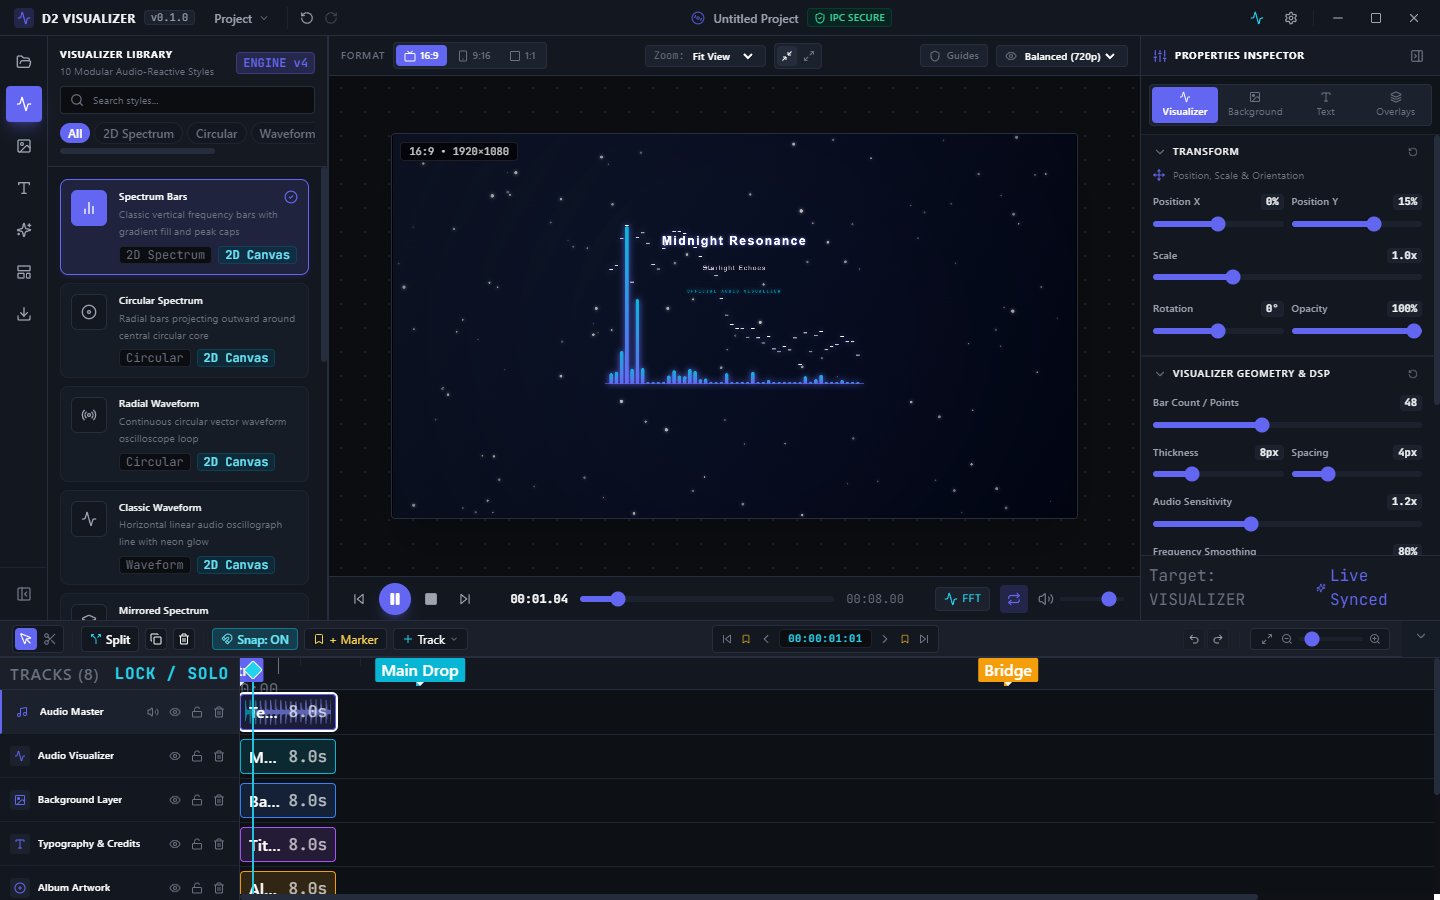 D2 VISUALIZER v0.1.0 Project Untitled Project IPC SECURE
VISUALIZER LIBRARY
10 Modular Audio-Reactive Styles
ENGINE v4
Search styles...
All 2D Spectrum Circular Waveform
Spectrum Bars
Classic vertical frequency bars with
gradient fill and peak caps
2D Spectrum 2D Canvas
Circular Spectrum
Radial bars projecting outward around
central circular core
Circular 2D Canvas
Radial Waveform
Continuous circular vector waveform
oscilloscope loop
Circular 2D Canvas
Classic Waveform
Horizontal linear audio oscillograph
line with neon glow
Waveform 2D Canvas
Mirrored Spectrum
FORMAT 16:9 9:16 1:1 Zoom: Fit View Guides Balanced (720p)
16:9 • 1920×1080
Midnight Resonance
Starlight Echoes
OFFICIAL AUDIO VISUALIZER
00:01.04 00:08.00 FFT
PROPERTIES INSPECTOR
Visualizer Background Text Overlays
TRANSFORM
Position, Scale & Orientation
Position X 0% Position Y 15%
Scale 1.0x
Rotation 0° Opacity 100%
VISUALIZER GEOMETRY & DSP
Bar Count / Points 48
Thickness 8px Spacing 4px
Audio Sensitivity 1.2x
Frequency Smoothing 80%
Target:
VISUALIZER
Live
Synced
Split Snap: ON + Marker + Track 00:00:01:01
TRACKS (8) LOCK / SOLO
Main Drop Bridge
0:00
Audio Master Te... 8.0s
Audio Visualizer M... 8.0s
Background Layer Ba... 8.0s
Typography & Credits Tit... 8.0s
Album Artwork Al... 8.0s